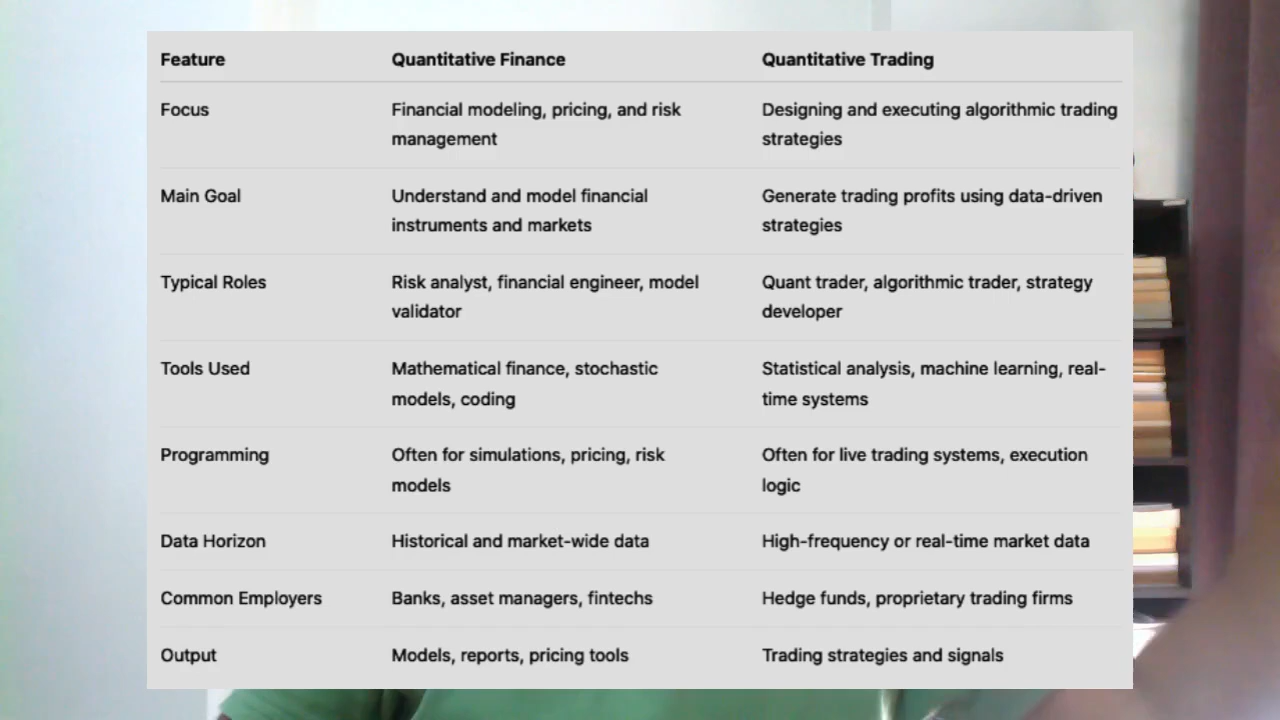 Feature Quantitative Finance Quantitative Trading
Focus Financial modeling, pricing, and risk Designing and executing algorithmic trading
management strategies
Main Goal Understand and model financial Generate trading profits using data-driven
instruments and markets strategies
Typical Roles Risk analyst, financial engineer, model Quant trader, algorithmic trader, strategy
validator developer
Tools Used Mathematical finance, stochastic Statistical analysis, machine learning, real-
models, coding time systems
Programming Often for simulations, pricing, risk Often for live trading systems, execution
models logic
Data Horizon Historical and market-wide data High-frequency or real-time market data
Common Employers Banks, asset managers, fintechs Hedge funds, proprietary trading firms
Output Models, reports, pricing tools Trading strategies and signals